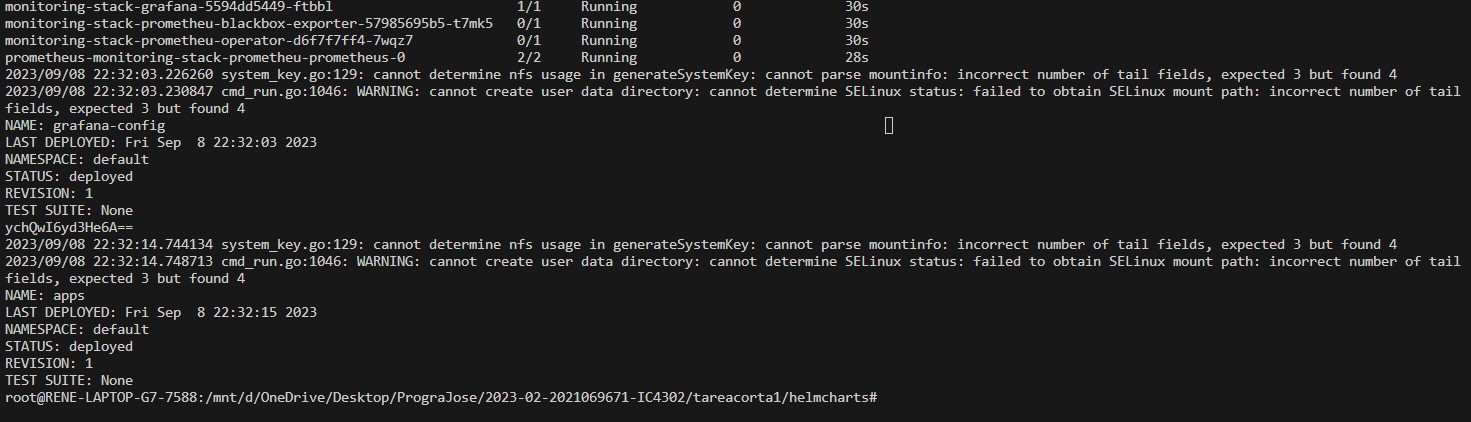 monitoring-stack-grafana-5594dd5449-ftbbl 1/1 Running 0 30s
monitoring-stack-prometheu-blackbox-exporter-57985695b5-t7mk5 0/1 Running 0 30s
monitoring-stack-prometheu-operator-d6f7f7ff4-7wqz7 0/1 Running 0 30s
prometheus-monitoring-stack-prometheu-prometheus-0 2/2 Running 0 28s
2023/09/08 22:32:03.226260 system_key.go:129: cannot determine nfs usage in generateSystemKey: cannot parse mountinfo: incorrect number of tail fields, expected 3 but found 4
2023/09/08 22:32:03.230847 cmd_run.go:1046: WARNING: cannot create user data directory: cannot determine SELinux status: failed to obtain SELinux mount path: incorrect number of tail
fields, expected 3 but found 4
NAME: grafana-config
LAST DEPLOYED: Fri Sep  8 22:32:03 2023
NAMESPACE: default
STATUS: deployed
REVISION: 1
TEST SUITE: None
ychQwI6yd3He6A==
2023/09/08 22:32:14.744134 system_key.go:129: cannot determine nfs usage in generateSystemKey: cannot parse mountinfo: incorrect number of tail fields, expected 3 but found 4
2023/09/08 22:32:14.748713 cmd_run.go:1046: WARNING: cannot create user data directory: cannot determine SELinux status: failed to obtain SELinux mount path: incorrect number of tail
fields, expected 3 but found 4
NAME: apps
LAST DEPLOYED: Fri Sep  8 22:32:15 2023
NAMESPACE: default
STATUS: deployed
REVISION: 1
TEST SUITE: None
root@RENE-LAPTOP-G7-7588:/mnt/d/OneDrive/Desktop/PrograJose/2023-02-2021069671-IC4302/tareacorta1/helmcharts#